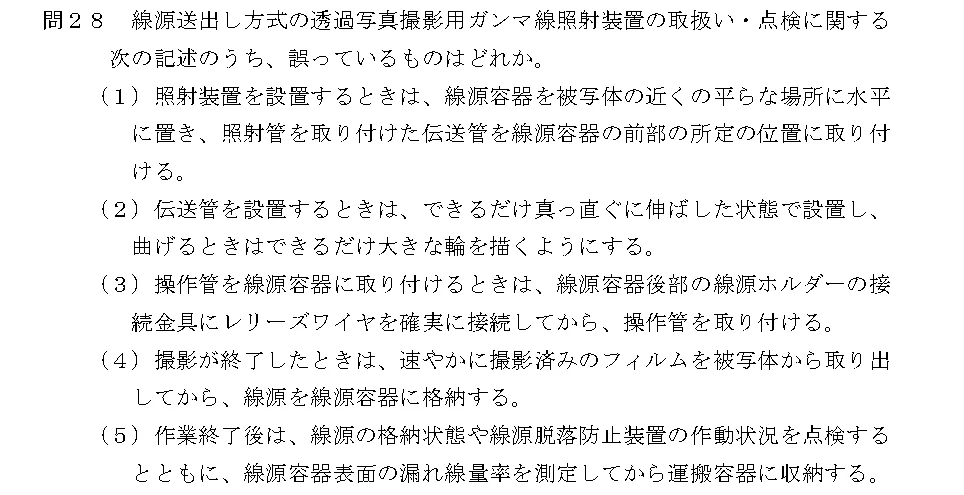 問２８　線源送出し方式の透過写真撮影用ガンマ線照射装置の取扱い・点検に関する
次の記述のうち、誤っているものはどれか。
（１）照射装置を設置するときは、線源容器を被写体の近くの平らな場所に水平
に置き、照射管を取り付けた伝送管を線源容器の前部の所定の位置に取り付
ける。
（２）伝送管を設置するときは、できるだけ真っ直ぐに伸ばした状態で設置し、
曲げるときはできるだけ大きな輪を描くようにする。
（３）操作管を線源容器に取り付けるときは、線源容器後部の線源ホルダーの接
続金具にレリーズワイヤを確実に接続してから、操作管を取り付ける。
（４）撮影が終了したときは、速やかに撮影済みのフィルムを被写体から取り出
してから、線源を線源容器に格納する。
（５）作業終了後は、線源の格納状態や線源脱落防止装置の作動状況を点検する
とともに、線源容器表面の漏れ線量率を測定してから運搬容器に収納する。